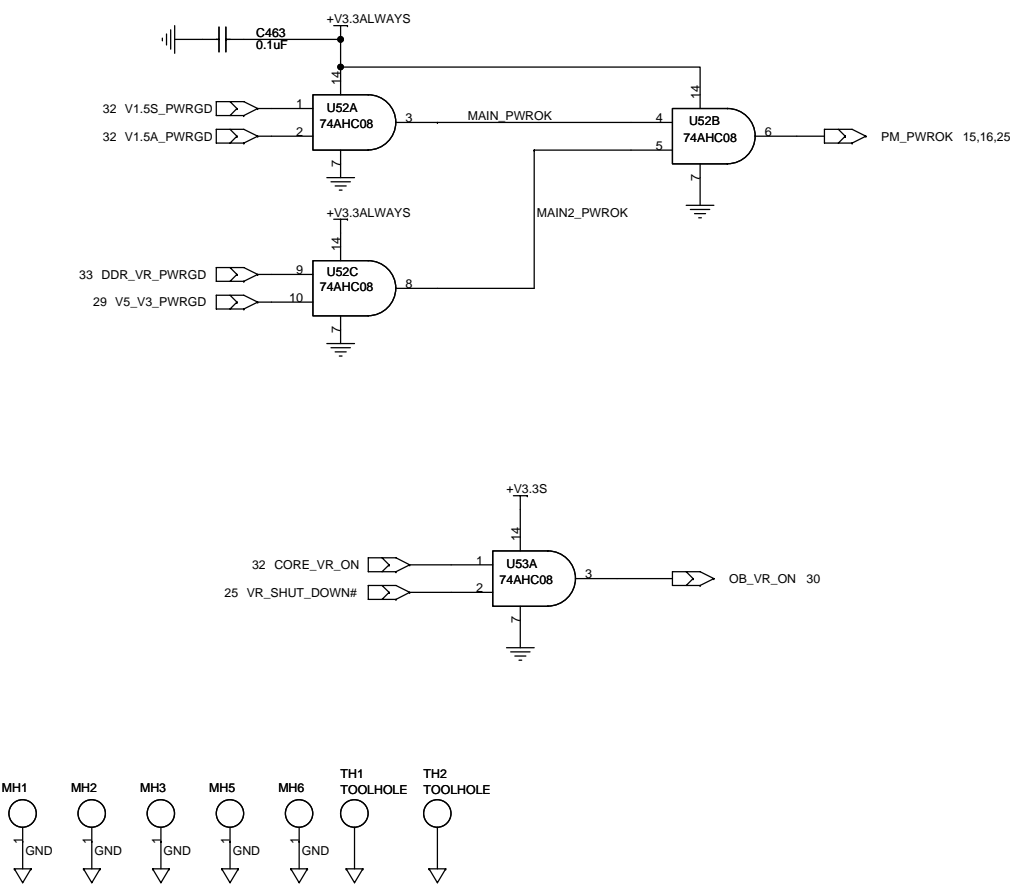 +V3.3ALWAYS
C463
0.1uF
14
14
32 V1.5S_PWRGD
1
U52A
74AHC08
3
MAIN_PWROK
4
U52B
74AHC08
6
PM_PWROK 15,16,25
32 V1.5A_PWRGD
2
5
7
7
+V3.3ALWAYS
MAIN2_PWROK
14
33 DDR_VR_PWRGD
9
U52C
74AHC08
8
29 V5_V3_PWRGD
10
7
+V3.3S
14
32 CORE_VR_ON
1
U53A
74AHC08
3
OB_VR_ON 30
25 VR_SHUT_DOWN#
2
7
MH1
MH2
MH3
MH5
MH6
TH1
TOOLHOLE
TH2
TOOLHOLE
1
GND
1
GND
1
GND
1
GND
1
GND